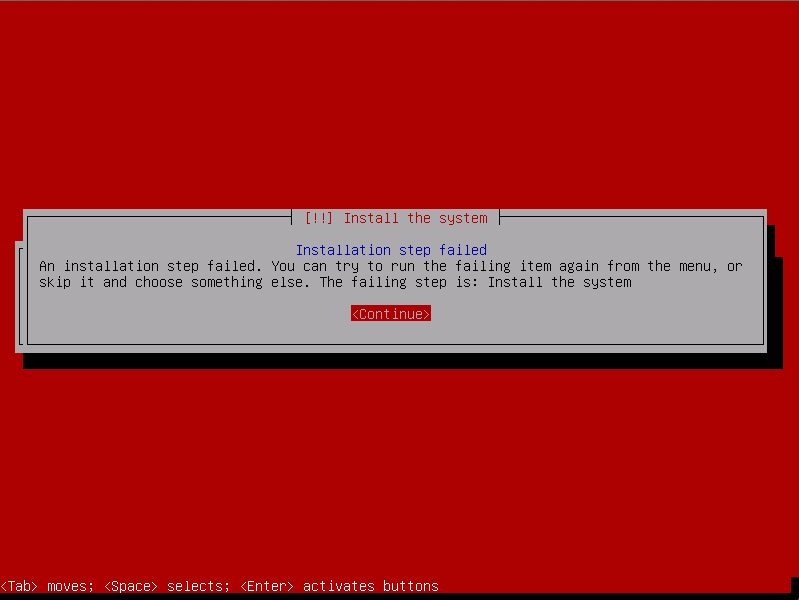 [!!] Install the system
Installation step failed
An installation step failed. You can try to run the failing item again from the menu, or
skip it and choose something else. The failing step is: Install the system
<Continue>
<Tab> moves; <Space> selects; <Enter> activates buttons